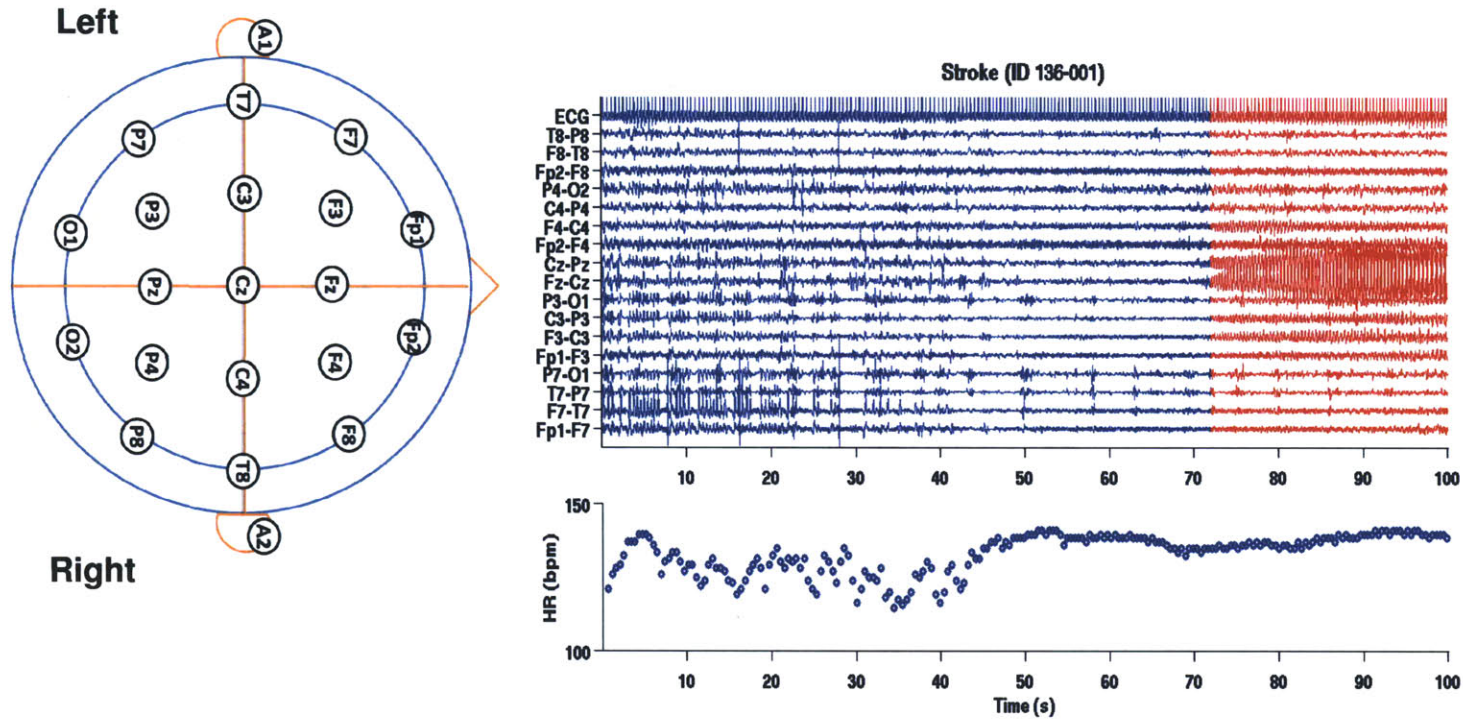 Left
A1
T7
P7
F7
C3
P3
F3
O1
Fp1
Pz
Cz
Fz
O2
Fp2
P4
F4
C4
P8
F8
T8
A2
Right
Stroke (ID 136-001)
ECG
T8-P8
F8-T8
Fp2-F8
P4-O2
C4-P4
F4-C4
Fp2-F4
Cz-Pz
Fz-Cz
P3-O1
C3-P3
F3-C3
Fp1-F3
P7-O1
T7-P7
F7-T7
Fp1-F7
10 20 30 40 50 60 70 80 90 100
150
HR (bpm)
100
10 20 30 40 50 60 70 80 90 100
Time (s)